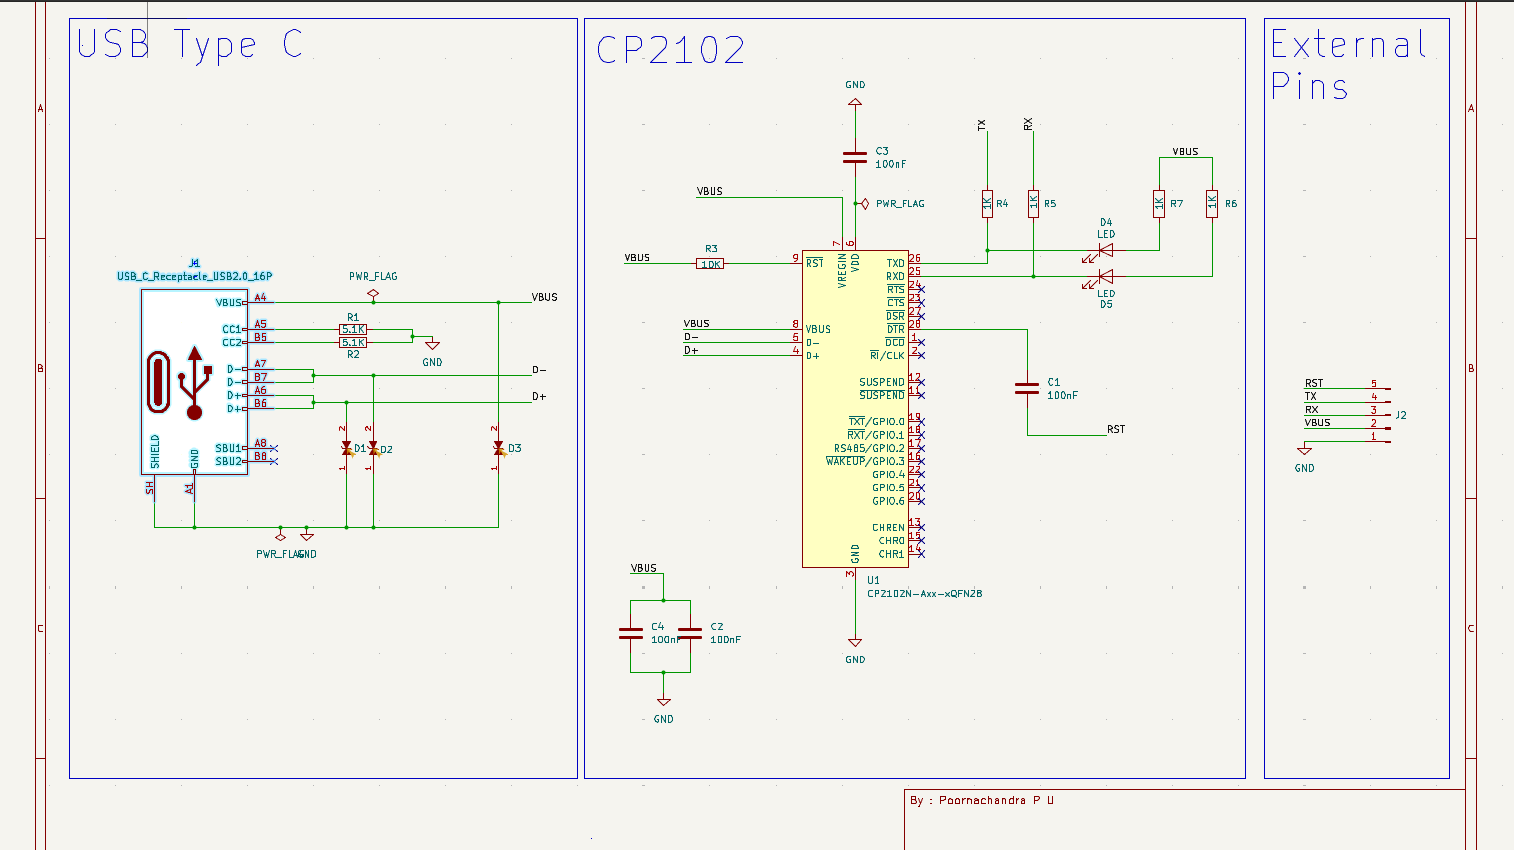 USB Type C
CP2102
External
Pins
A
A
B
B
C
C
J1
USB_C_Receptacle_USB2.0_16P
VBUS
A4
CC1
A5
CC2
B5
D-
A7
D-
B7
D+
A6
D+
B6
SBU1
A8
SBU2
B8
SHIELD
GND
SH
A1
PWR_FLAG
VBUS
R1
5.1K
5.1K
R2
GND
D-
D+
2
2
2
D1
D2
D3
1
1
1
PWR_FLAG
GND
GND
C3
100nF
PWR_FLAG
VBUS
VBUS
R3
10K
VBUS
D-
D+
7
6
VREGIN
VDD
9
RST
8
VBUS
5
D-
4
D+
TXD
26
RXD
25
RTS
24
CTS
23
DSR
27
DTR
28
DCD
1
RI/CLK
2
SUSPEND
12
SUSPEND
11
TXT/GPIO.0
19
RXT/GPIO.1
18
RS485/GPIO.2
17
WAKEUP/GPIO.3
16
GPIO.4
22
GPIO.5
21
GPIO.6
20
CHREN
13
CHR0
15
CHR1
14
GND
3
U1
CP2102N-Axx-xQFN28
GND
TX
RX
1K
R4
1K
R5
VBUS
1K
R7
1K
R6
D4
LED
LED
D5
C1
100nF
RST
VBUS
C4
100nF
C2
100nF
GND
RST
5
TX
4
RX
3
VBUS
2
1
J2
GND
By : Poornachandra P U